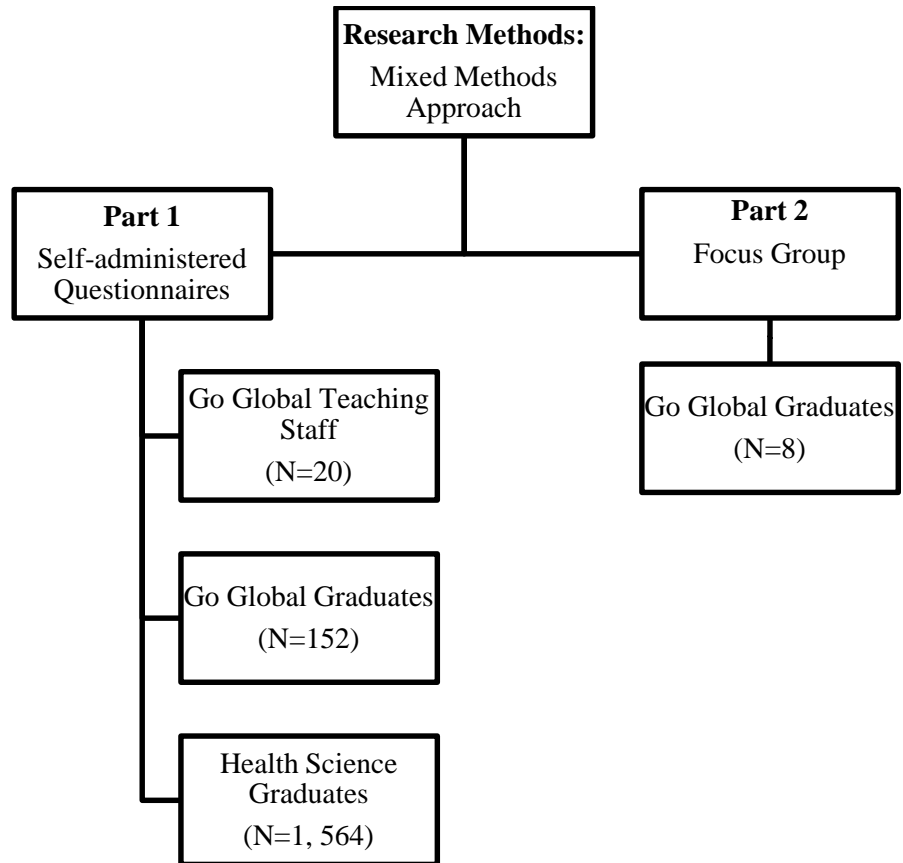 Research Methods:
Mixed Methods
Approach
Part 1
Self-administered
Questionnaires
Part 2
Focus Group
Go Global Teaching
Staff
(N=20)
Go Global Graduates
(N=152)
Health Science
Graduates
(N=1, 564)
Go Global Graduates
(N=8)